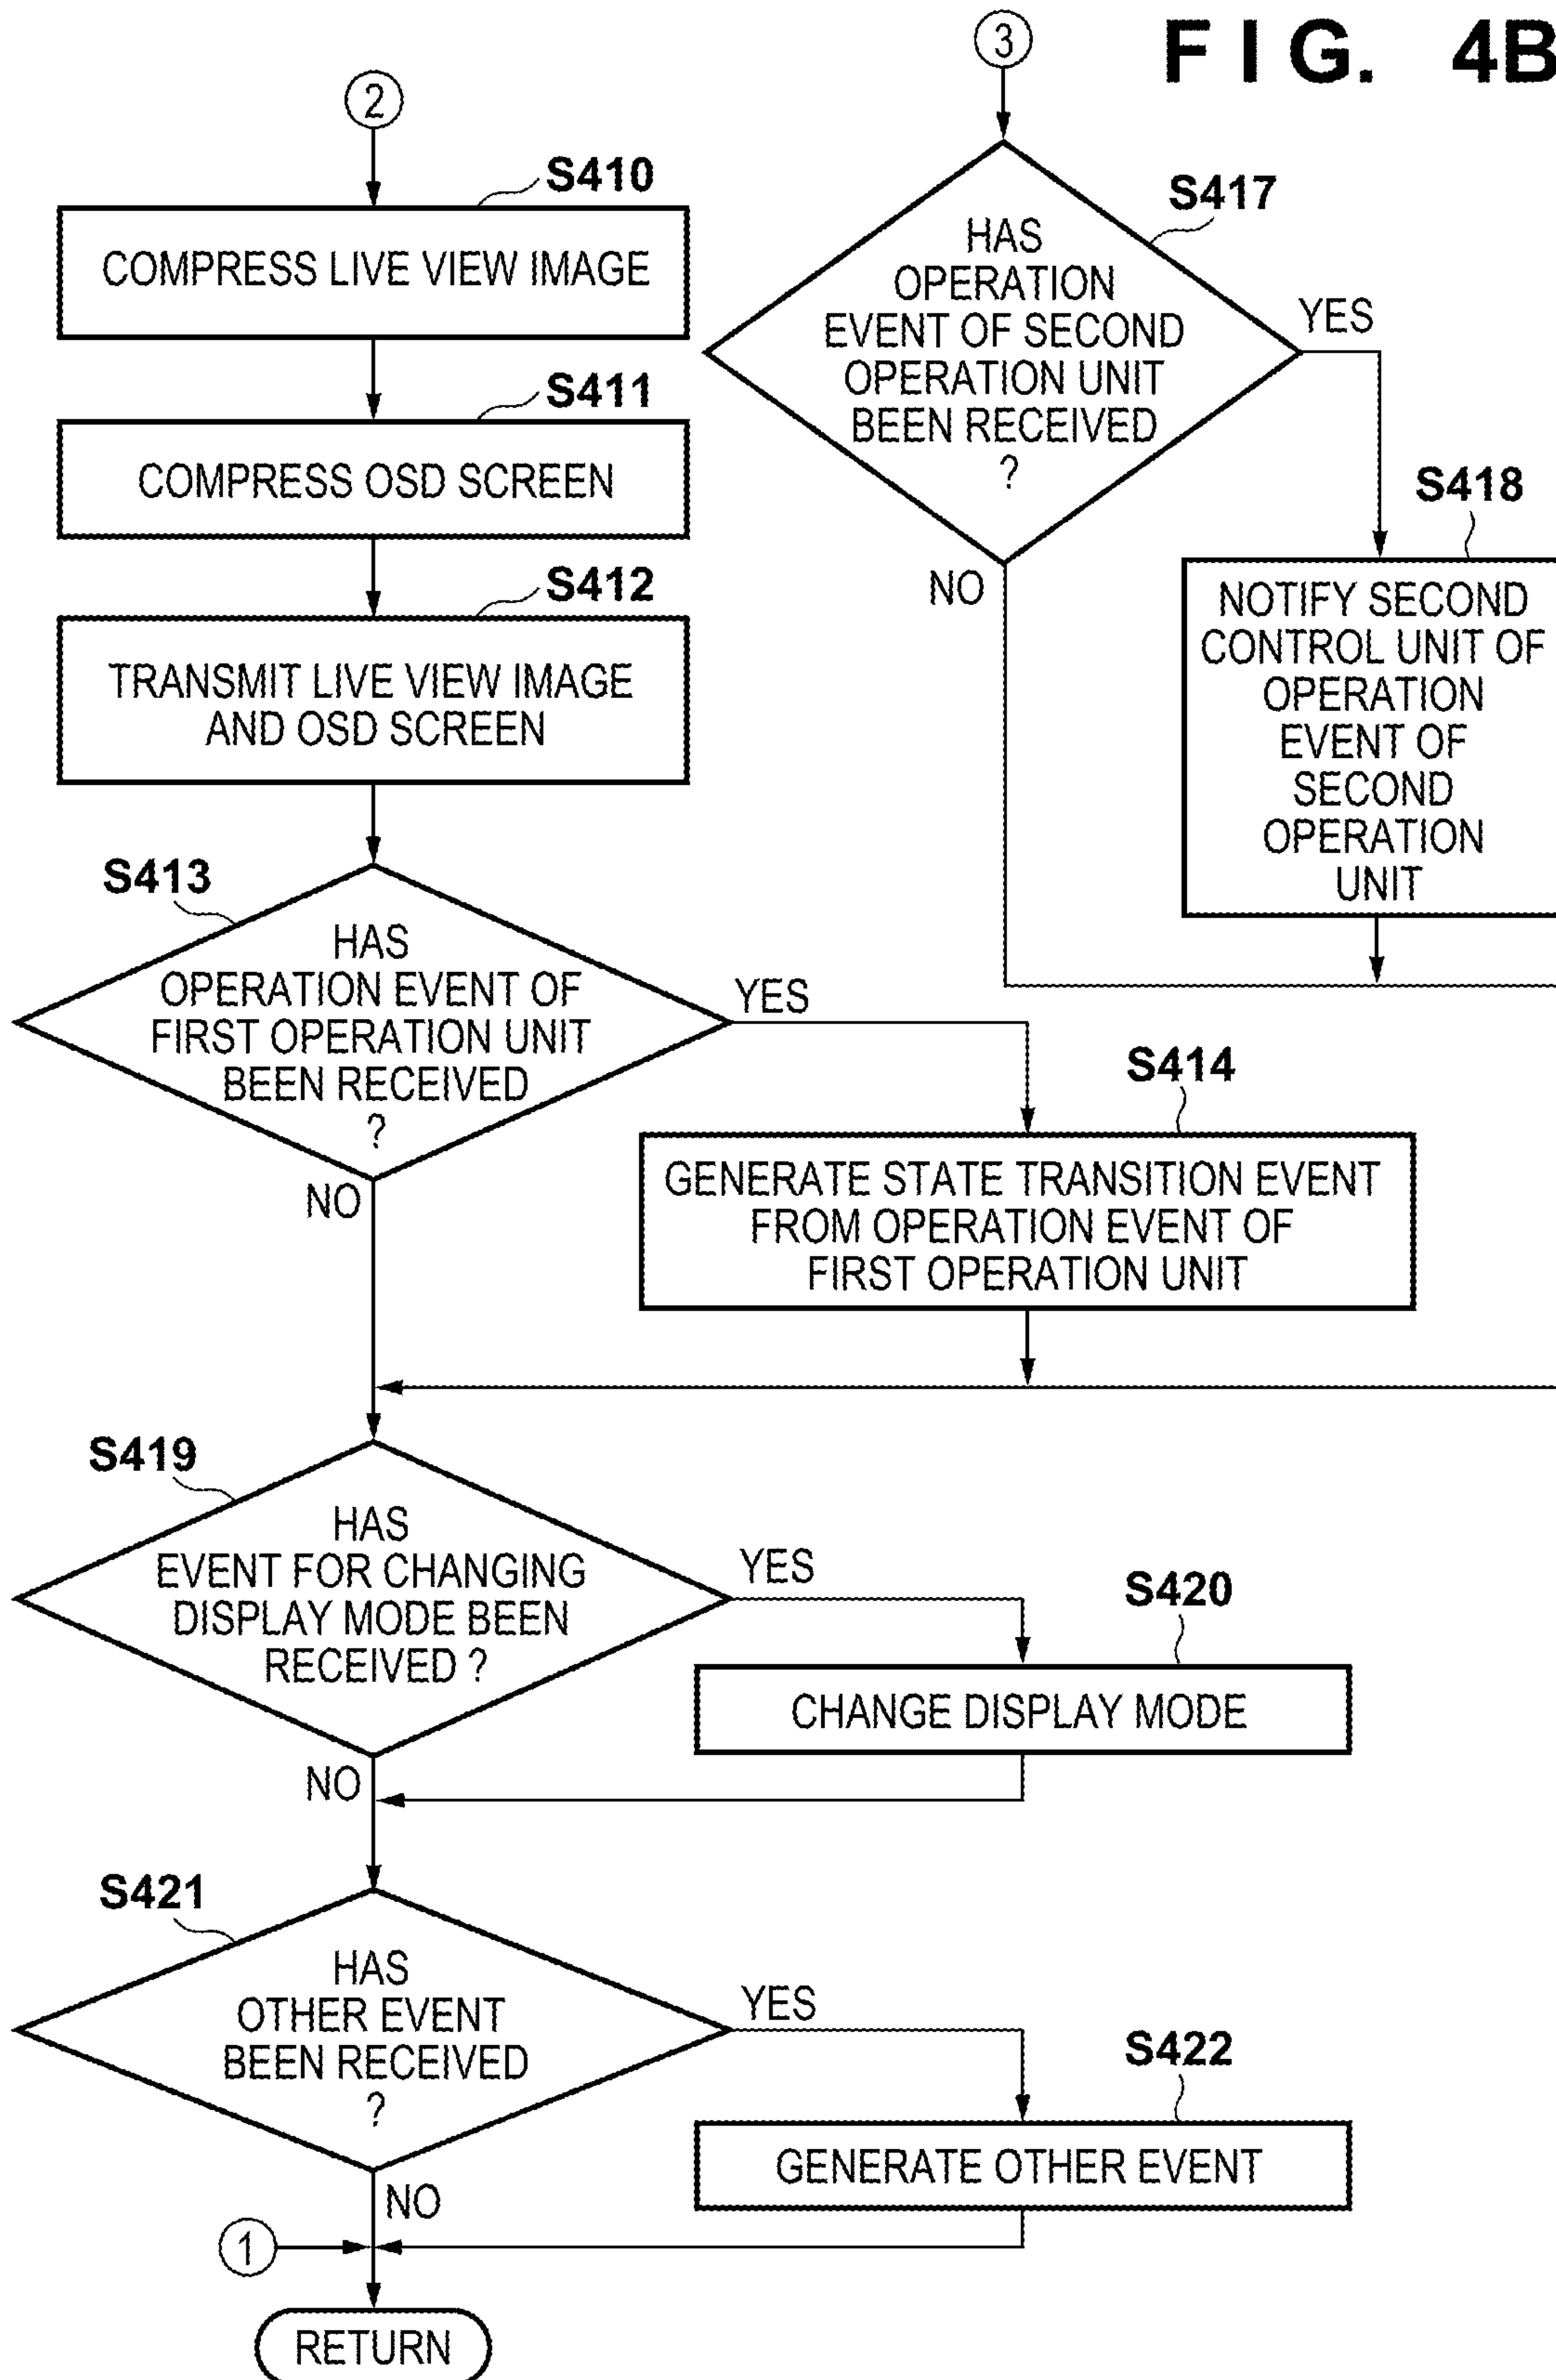 FIG. 4B
2
S410
COMPRESS LIVE VIEW IMAGE
S411
COMPRESS OSD SCREEN
S412
TRANSMIT LIVE VIEW IMAGE
AND OSD SCREEN
S413
HAS
OPERATION EVENT OF
FIRST OPERATION UNIT
BEEN RECEIVED
?
YES
NO
S414
GENERATE STATE TRANSITION EVENT
FROM OPERATION EVENT OF
FIRST OPERATION UNIT
3
S417
HAS
OPERATION
EVENT OF SECOND
OPERATION UNIT
BEEN RECEIVED
?
YES
NO
S418
NOTIFY SECOND
CONTROL UNIT OF
OPERATION
EVENT OF
SECOND
OPERATION
UNIT
S419
HAS
EVENT FOR CHANGING
DISPLAY MODE BEEN
RECEIVED ?
YES
NO
S420
CHANGE DISPLAY MODE
S421
HAS
OTHER EVENT
BEEN RECEIVED
?
YES
NO
S422
GENERATE OTHER EVENT
1
RETURN